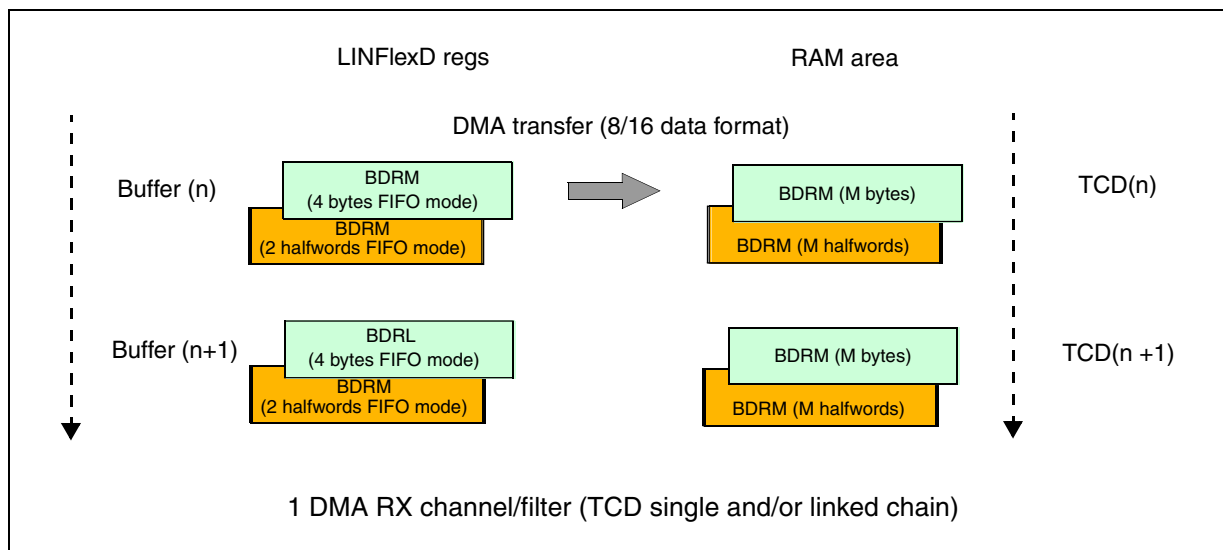 LINFlexD regs
RAM area
DMA transfer (8/16 data format)
Buffer (n)
BDRM
(4 bytes FIFO mode)
BDRM
(2 halfwords FIFO mode)
BDRM (M bytes)
BDRM (M halfwords)
TCD(n)
Buffer (n+1)
BDRL
(4 bytes FIFO mode)
BDRM
(2 halfwords FIFO mode)
BDRM (M bytes)
BDRM (M halfwords)
TCD(n +1)
1 DMA RX channel/filter (TCD single and/or linked chain)